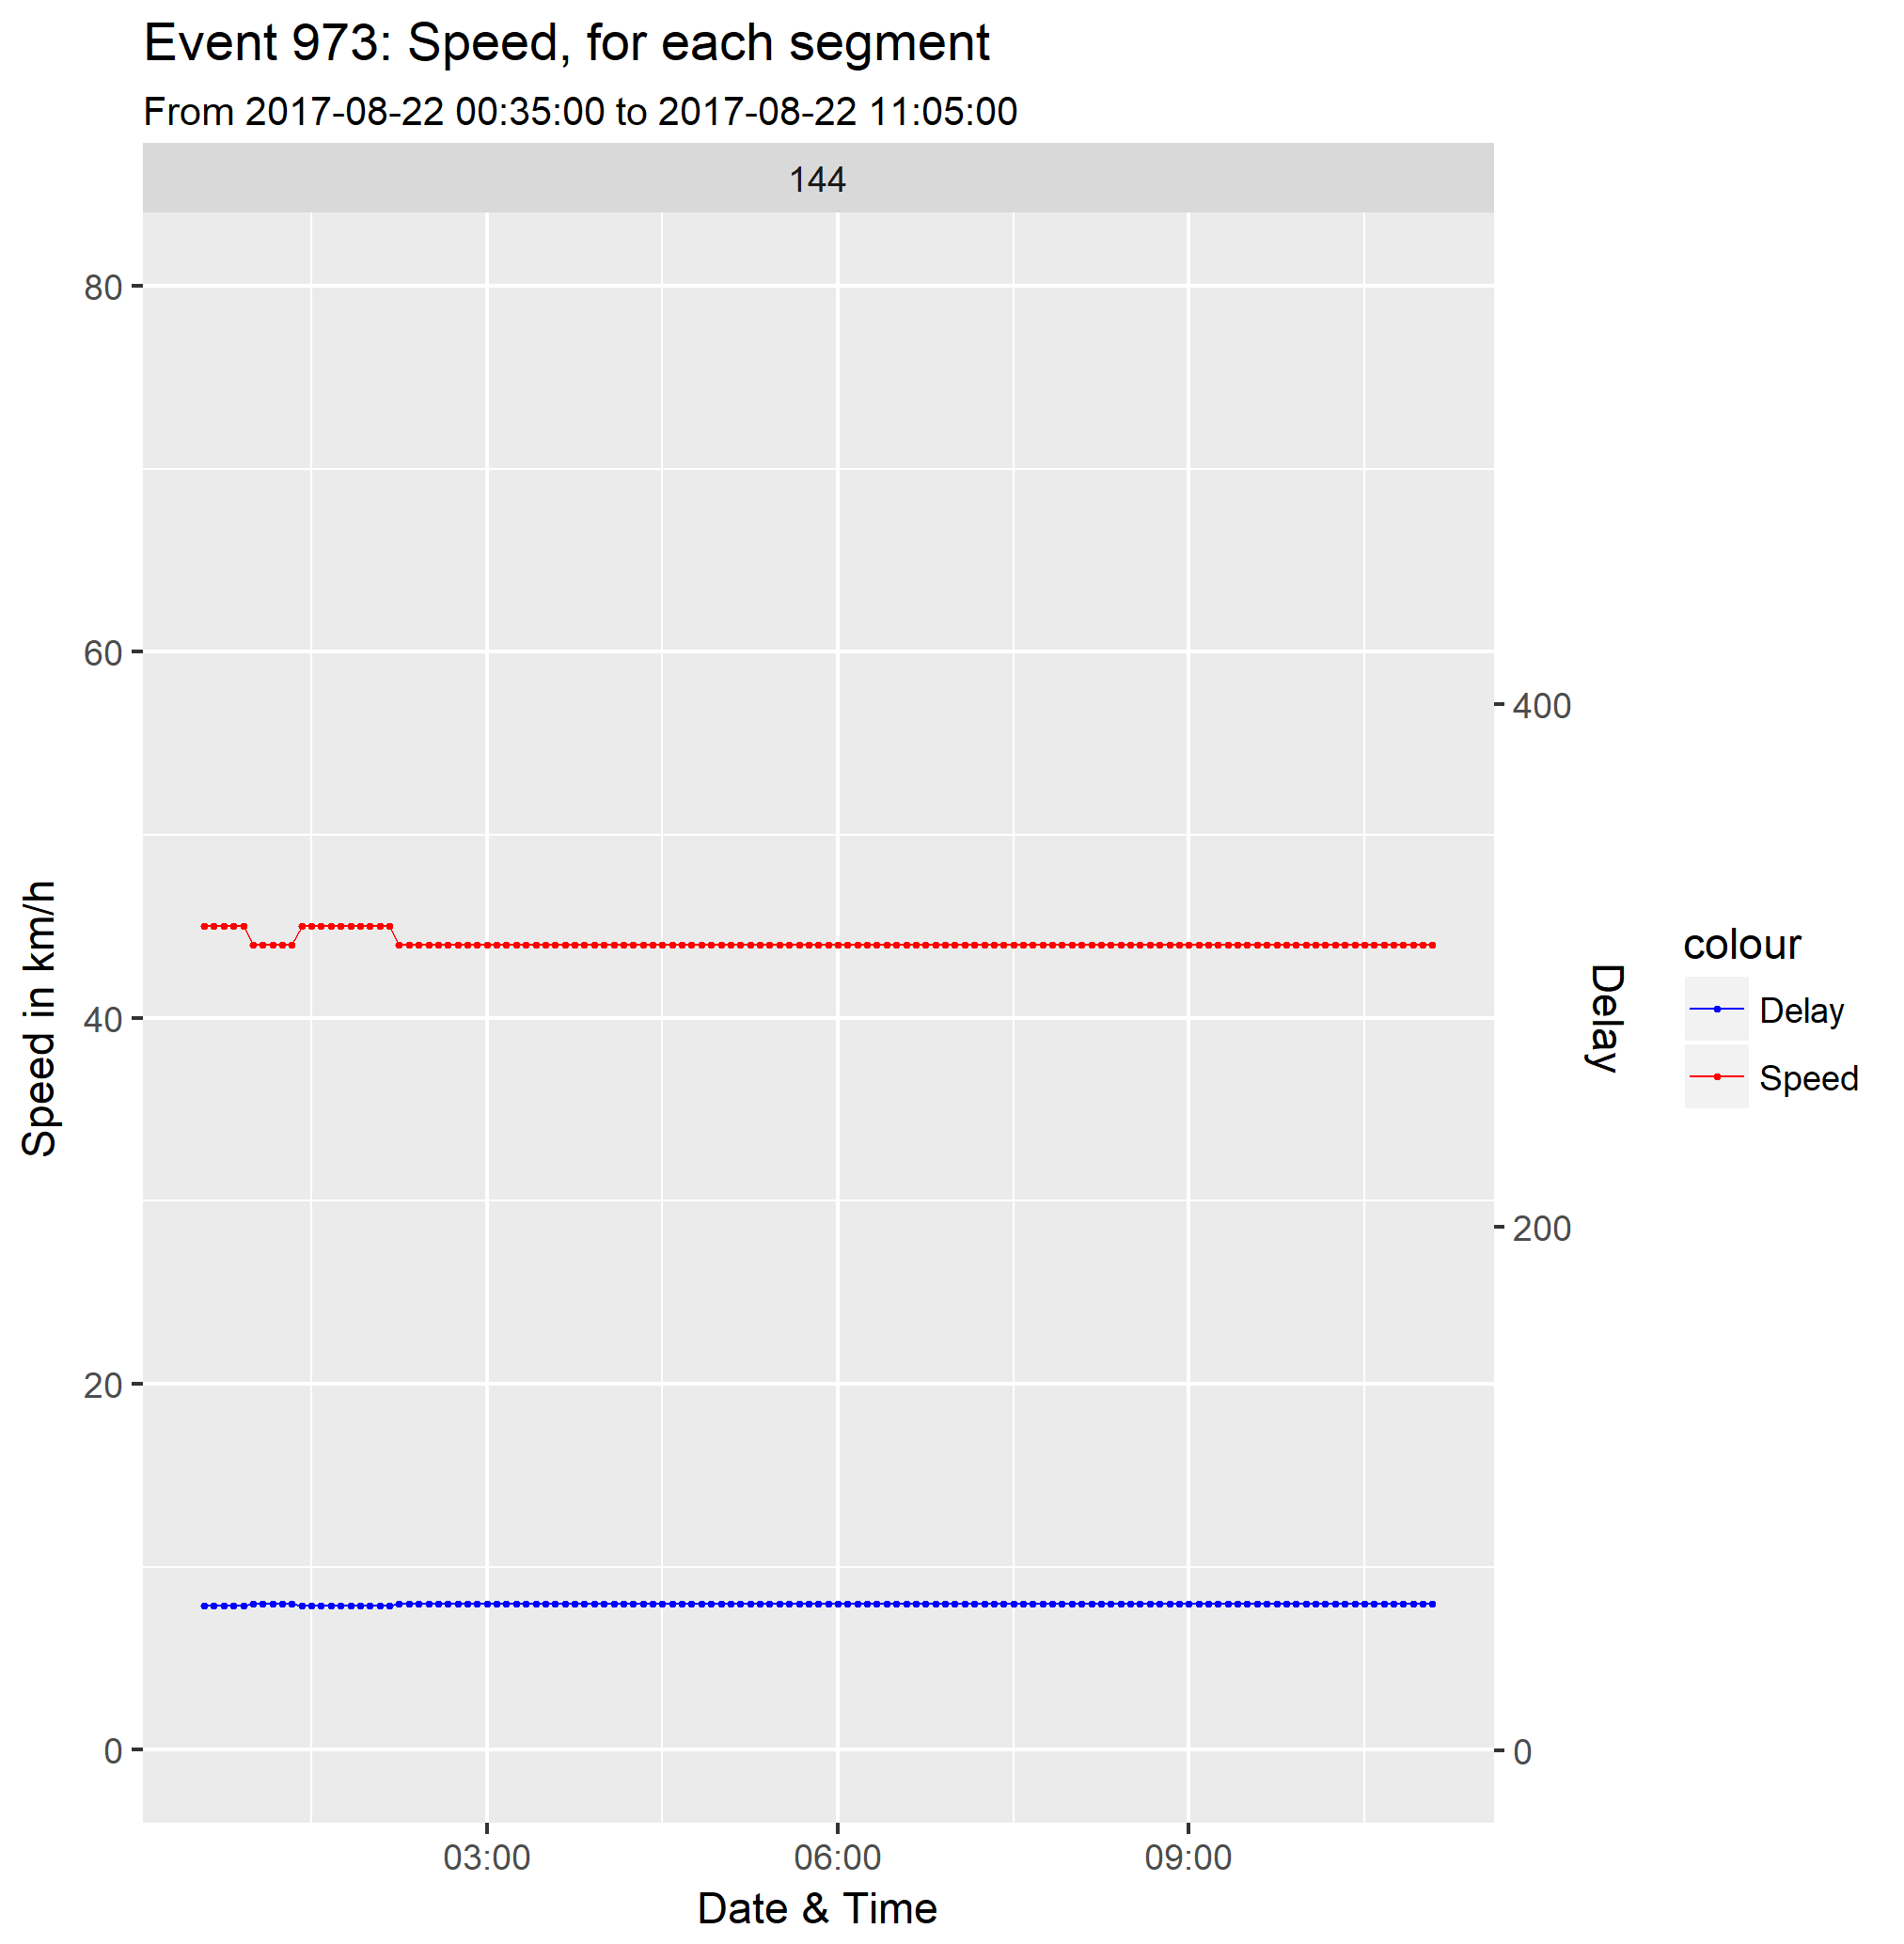 Event 973: Speed, for each segment
From 2017-08-22 00:35:00 to 2017-08-22 11:05:00
144
80
60
40
20
0
Speed in km/h
400
200
0
Delay
03:00 06:00 09:00
Date & Time
colour
Delay
Speed